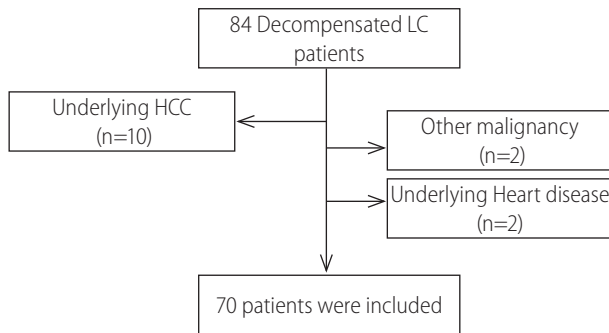 84 Decompensated LC
patients
Underlying HCC
(n=10)
Other malignancy
(n=2)
Underlying Heart disease
(n=2)
70 patients were included